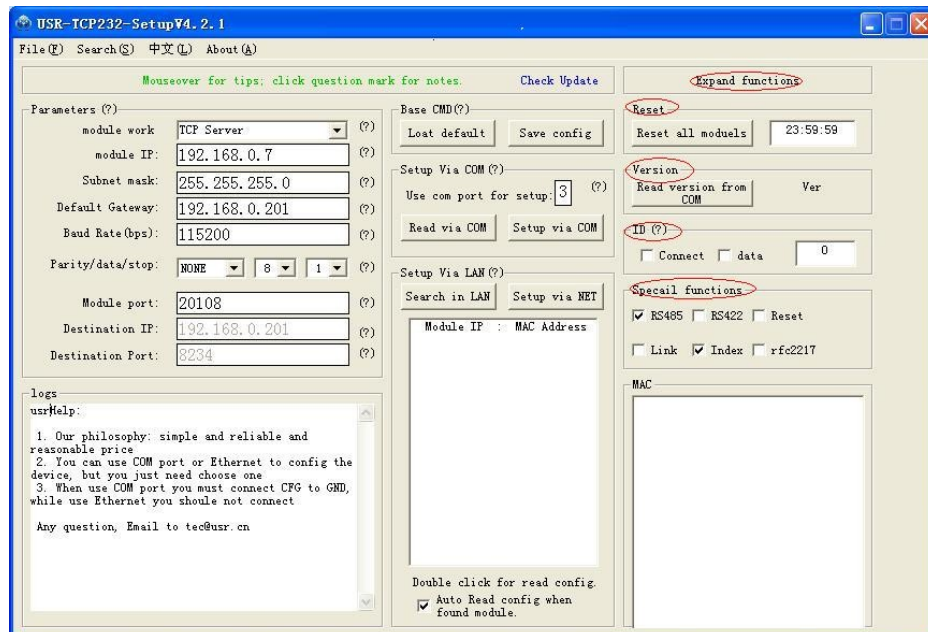 USR-TCP232-SetupV4.2.1
File(F) Search(S) 中文(L) About(A)
Mouseover for tips; click question mark for notes. Check Update
Expand functions
Parameters (?)
module work TCP Server (?)
module IP: 192.168.0.7 (?)
Subnet mask: 255.255.255.0 (?)
Default Gateway: 192.168.0.201 (?)
Baud Rate(bps): 115200 (?)
Parity/data/stop: NONE 8 1 (?)
Module port: 20108 (?)
Destination IP: 192.168.0.201 (?)
Destination Port: 8234 (?)
logs
usrHelp:
1. Our philosophy: simple and reliable and
reasonable price
2. You can use COM port or Ethernet to config the
device, but you just need choose one
3. When use COM port you must connect CFG to GND,
while use Ethernet you shoule not connect
Any question, Email to tec@usr.cn
Base CMD(?)
Loat default Save config
Setup Via COM(?)
Use com port for setup: 3 (?)
Read via COM Setup via COM
Setup Via LAN(?)
Search in LAN Setup via NET
Module IP : MAC Address
Double click for read config.
Auto Read config when
found module.
Reset
Reset all moduels 23:59:59
Version
Read version from
COM
Ver
ID (?)
Connect data 0
Specail functions
RS485 RS422 Reset
Link Index rfc2217
MAC